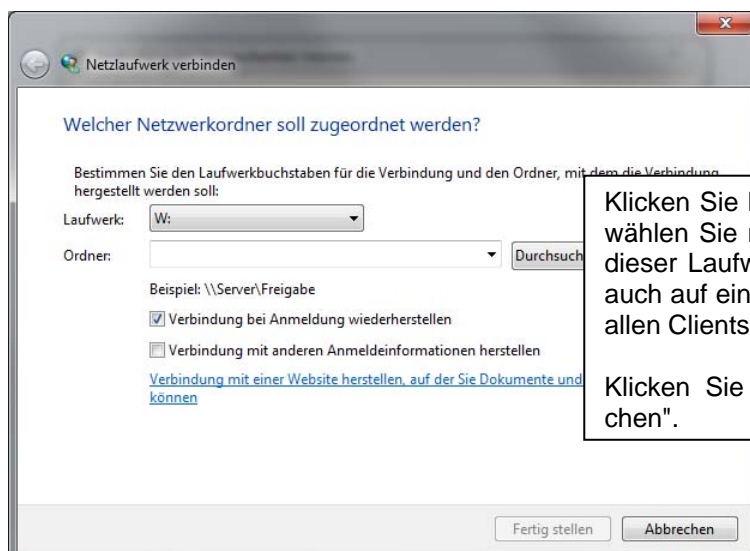 Netzlaufwerk verbinden
Welcher Netzwerkordner soll zugeordnet werden?
Bestimmen Sie den Laufwerkbuchstaben für die Verbindung und den Ordner, mit dem die Verbindung
hergestellt werden soll:
Laufwerk: W:
Ordner: Durchsuch
Beispiel: \\Server\Freigabe
Verbindung bei Anmeldung wiederherstellen
Verbindung mit anderen Anmeldeinformationen herstellen
Verbindung mit einer Website herstellen, auf der Sie Dokumente und
können
Klicken Sie
wählen Sie
dieser Laufw
auch auf ein
allen Clients
Klicken Sie
chen".
Fertig stellen Abbrechen